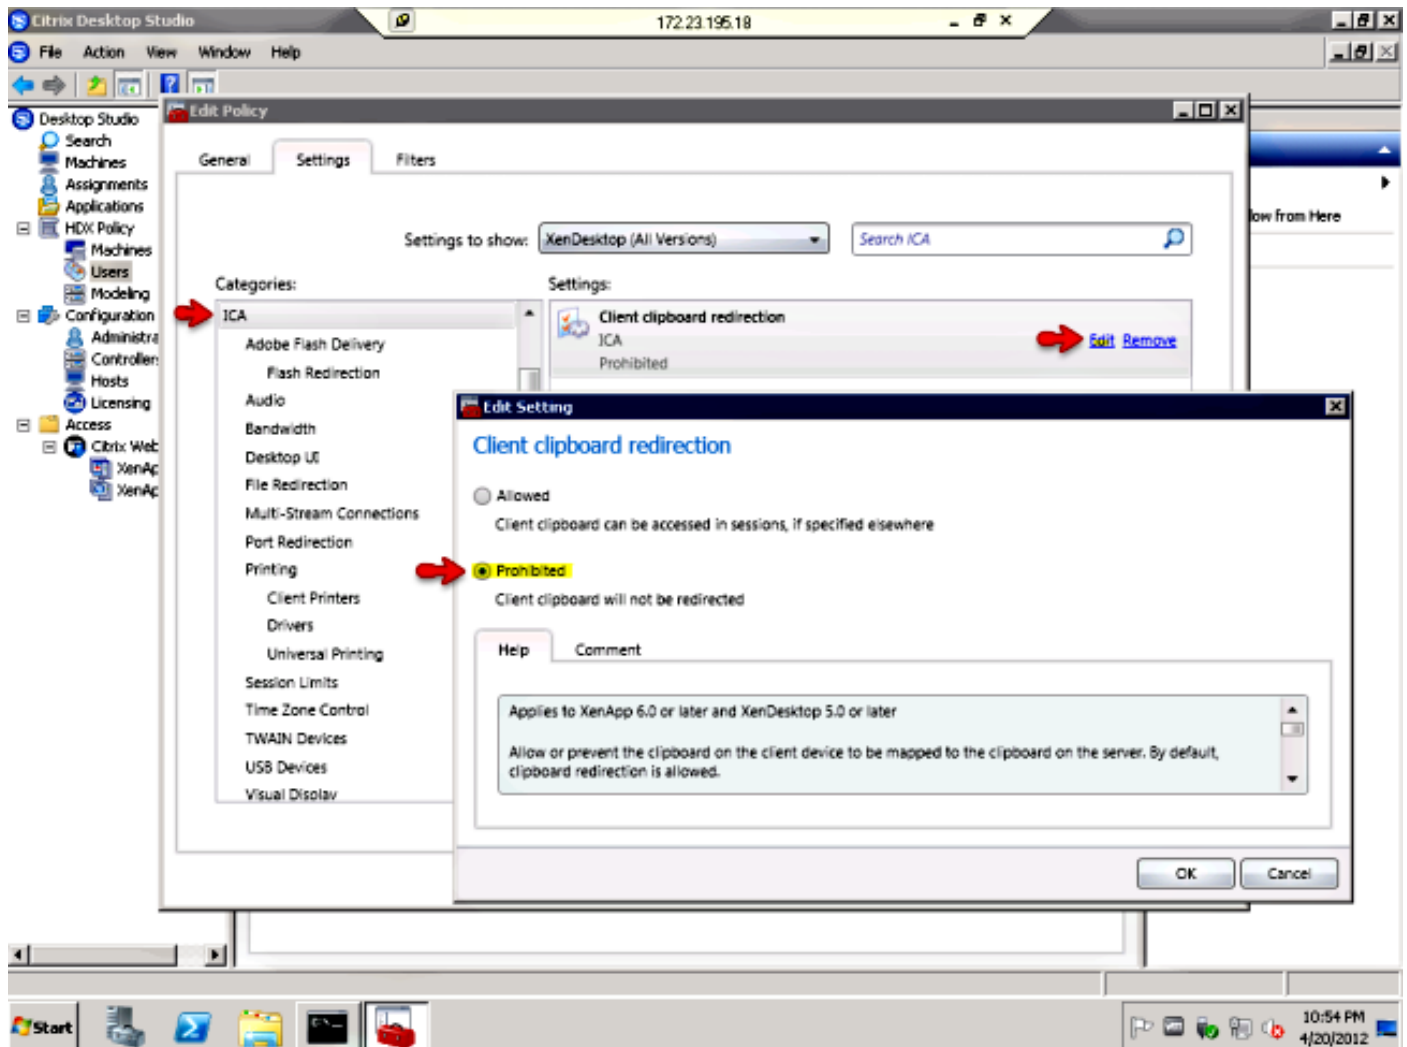 Citrix Desktop Studio
172.23.195.18
File Action View Window Help
Desktop Studio
Search
Machines
Assignments
Applications
HDX Policy
Machines
Users
Modeling
Configuration
Administra
Controller
Hosts
Licensing
Access
Citrix Web
XenAp
XenAp
Edit Policy
General Settings Filters
Settings to show: XenDesktop (All Versions) Search ICA
Categories:
ICA
Adobe Flash Delivery
Flash Redirection
Audio
Bandwidth
Desktop UI
File Redirection
Multi-Stream Connections
Port Redirection
Printing
Client Printers
Drivers
Universal Printing
Session Limits
Time Zone Control
TWAIN Devices
USB Devices
Visual Display
Settings:
Client clipboard redirection
ICA
Edit Remove
Prohibited
Edit Setting
Client clipboard redirection
Allowed
Client clipboard can be accessed in sessions, if specified elsewhere
Prohibited
Client clipboard will not be redirected
Help Comment
Applies to XenApp 6.0 or later and XenDesktop 5.0 or later
Allow or prevent the clipboard on the client device to be mapped to the clipboard on the server. By default,
clipboard redirection is allowed.
OK Cancel
from Here
Start
10:54 PM
4/20/2012